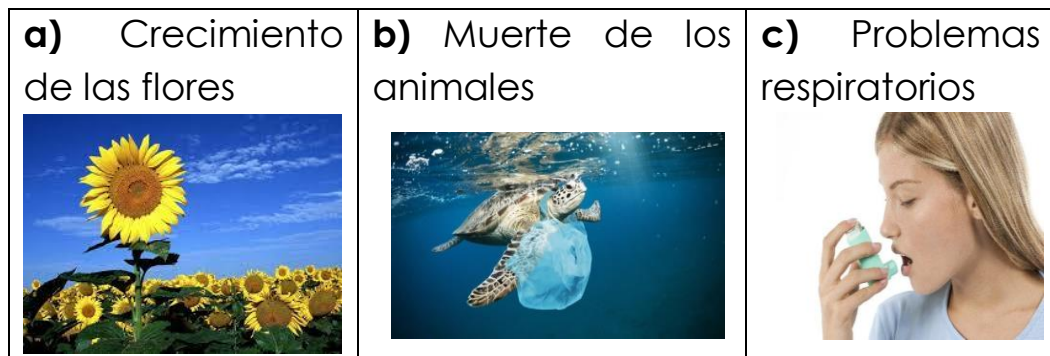 a) Crecimiento
de las flores
b) Muerte de los
animales
c) Problemas
respiratorios